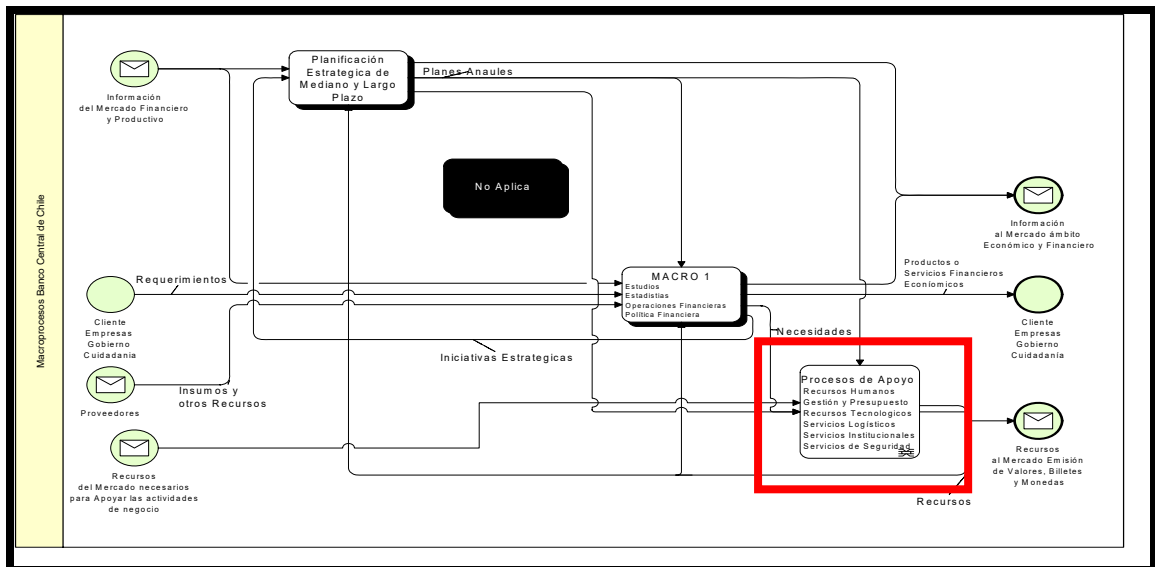 Macroprocesos Banco Central de Chile
Información
del Mercado Financiero
y Productivo
Planificación
Estrategica de
Mediano y Largo
Plazo
Planes Anaules
No Aplica
Información
al Mercado ámbito
Económico y Financiero
Requerimientos
Cliente
Empresas
Gobierno
Cuidadania
MACRO 1
Estudios
Estadistias
Operaciones Financieras
Política Financiera
Productos o
Servicios Financieros
Econíomicos
Cliente
Empresas
Gobierno
Cuidadanía
Necesidades
Iniciativas Estrategicas
Proveedores
Insumos y
otros Recursos
Procesos de Apoyo
Recursos Humanos
Gestión y Presupuesto
Recursos Tecnologicos
Servicios Logísticos
Servicios Institucionales
Servicios de Seguridad
Recursos
del Mercado necesarios
para Apoyar las actividades
de negocio
Recursos
al Mercado Emisión
de Valores, Billetes
y Monedas
Recursos